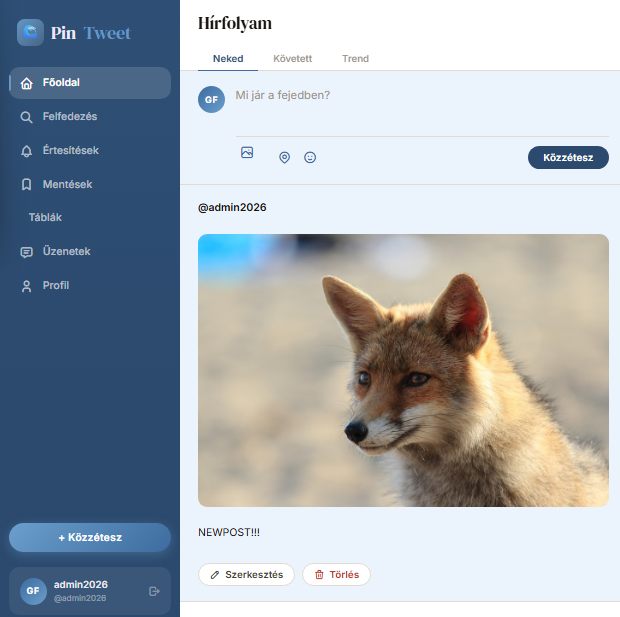 Pin Tweet
Főoldal
Felfedezés
Értesítések
Mentések
Táblák
Üzenetek
Profil
+ Közzétesz
GF
admin2026
@admin2026
Hírfolyam
Neked Követett Trend
GF
Mi jár a fejedben?
Közzétesz
@admin2026
NEWPOST!!!
Szerkesztés Törlés